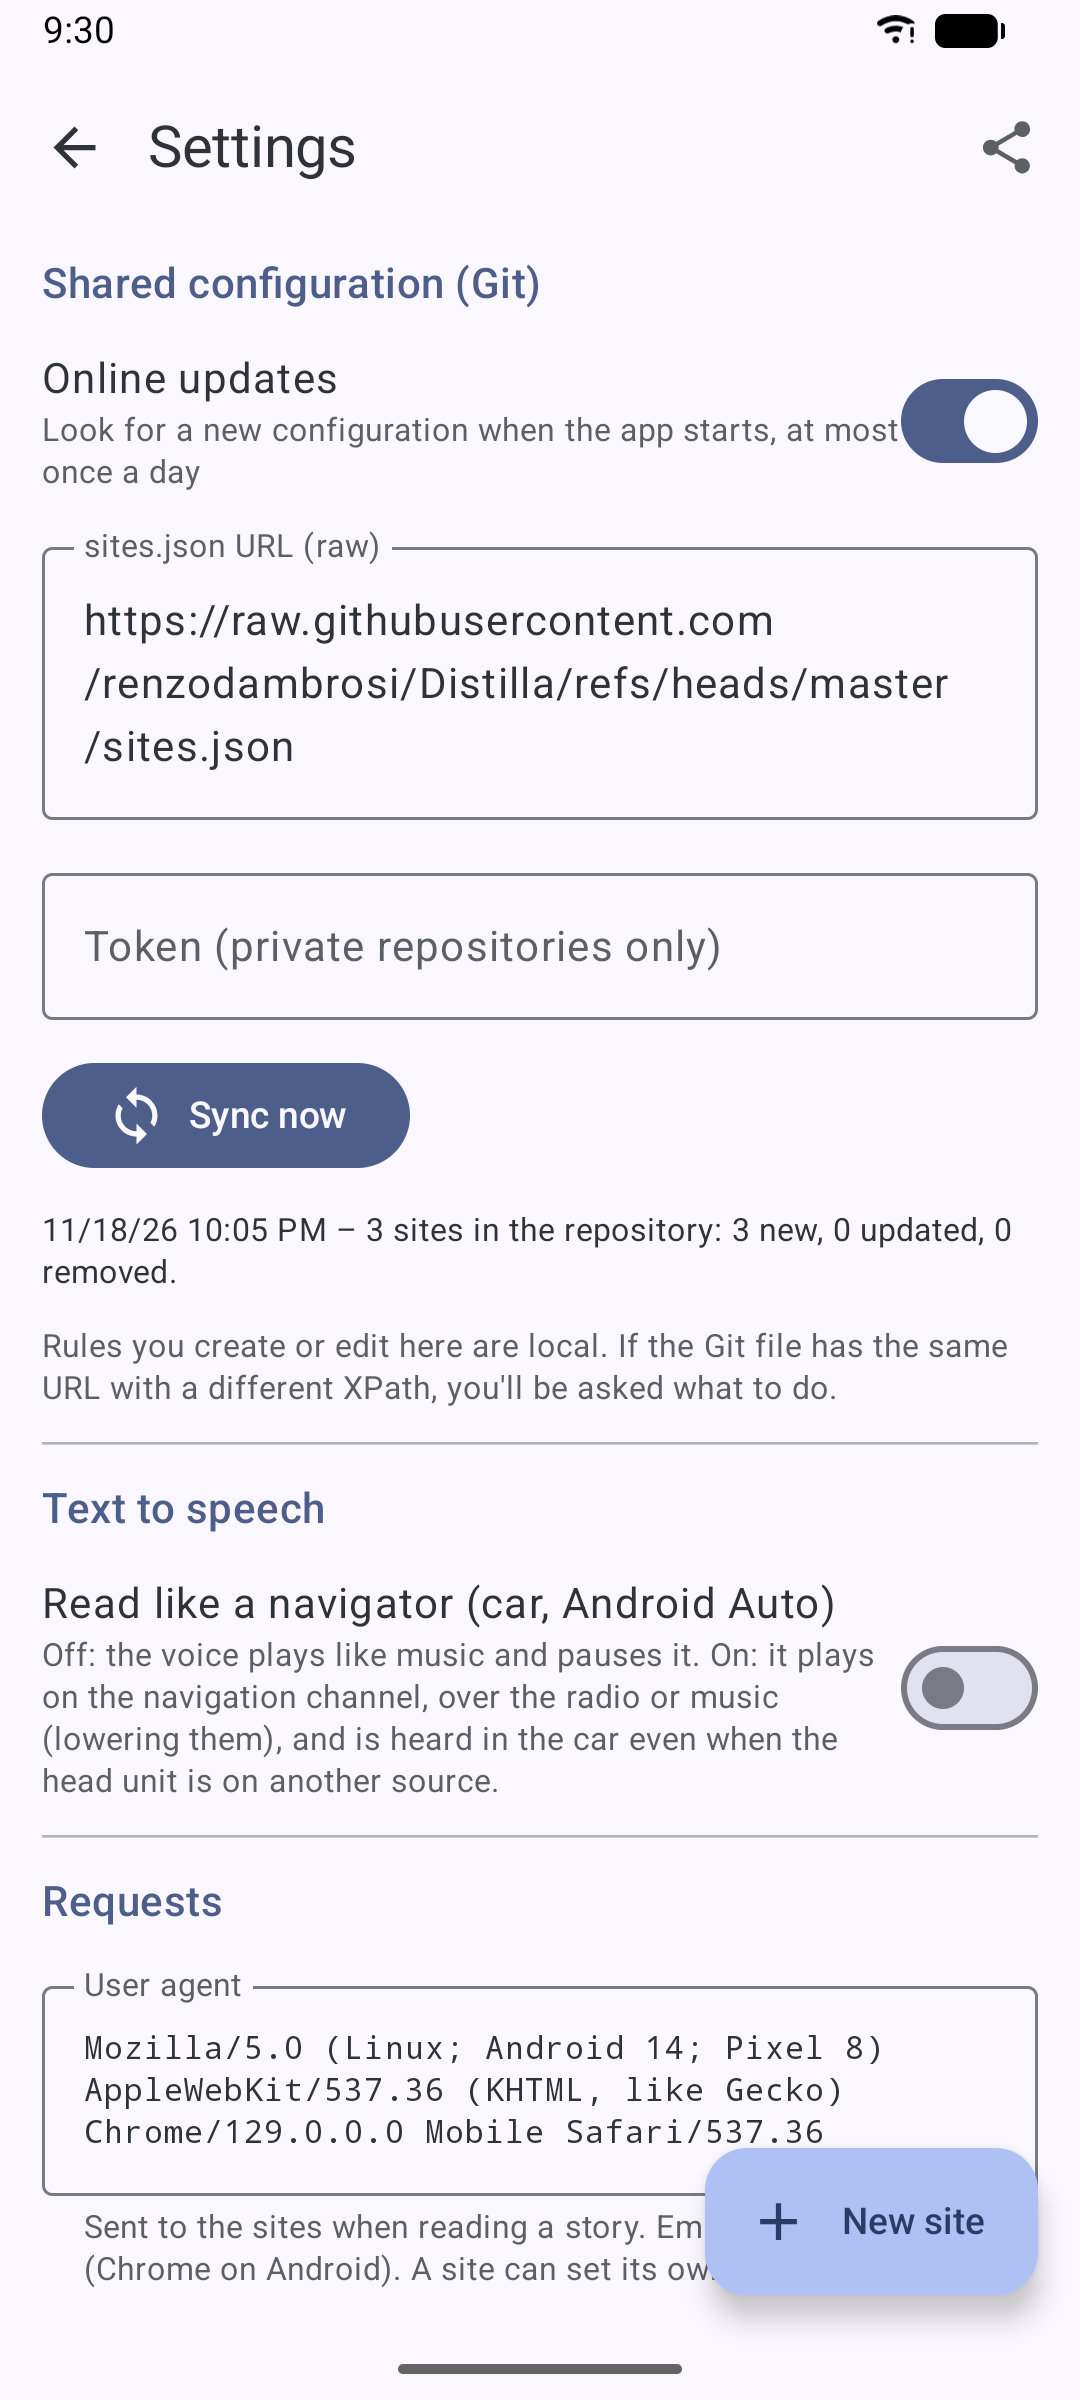 9:30
Settings
Shared configuration (Git)
Online updates
Look for a new configuration when the app starts, at most
once a day
sites.json URL (raw)
https://raw.githubusercontent.com
/renzodambrosi/Distilla/refs/heads/master
/sites.json
Token (private repositories only)
Sync now
11/18/26 10:05 PM – 3 sites in the repository: 3 new, 0 updated, 0
removed.
Rules you create or edit here are local. If the Git file has the same
URL with a different XPath, you'll be asked what to do.
Text to speech
Read like a navigator (car, Android Auto)
Off: the voice plays like music and pauses it. On: it plays
on the navigation channel, over the radio or music
(lowering them), and is heard in the car even when the
head unit is on another source.
Requests
User agent
Mozilla/5.0 (Linux; Android 14; Pixel 8)
AppleWebKit/537.36 (KHTML, like Gecko)
Chrome/129.0.0.0 Mobile Safari/537.36
Sent to the sites when reading a story.
(Chrome on Android). A site can set its
New site